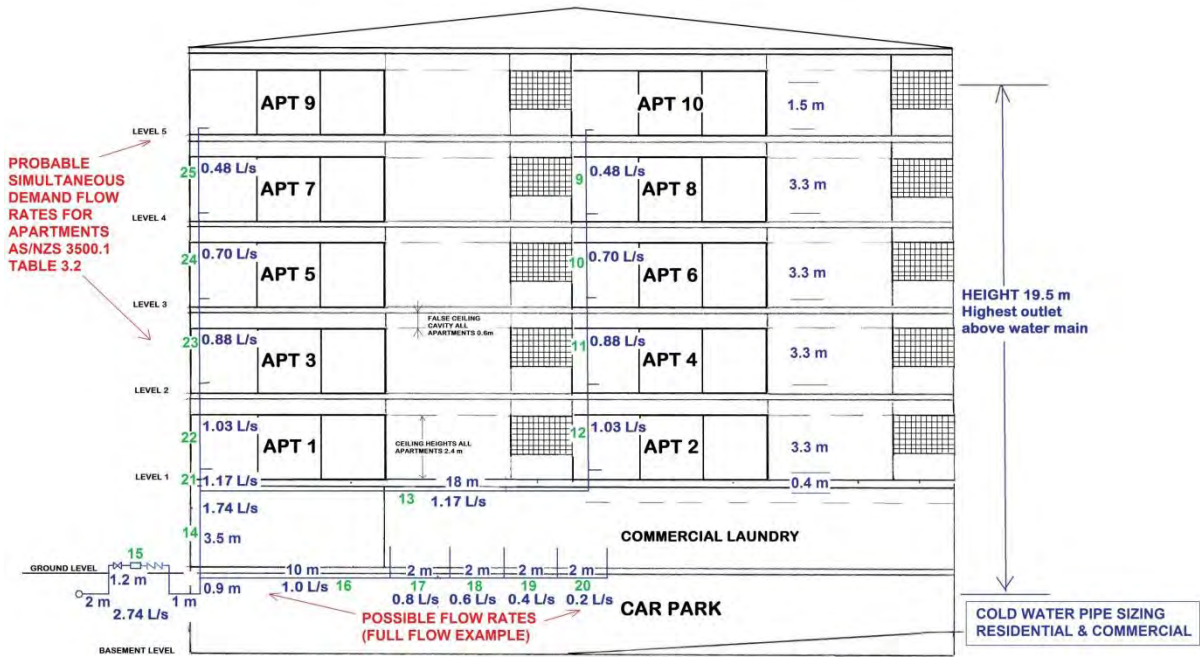 APT 9
APT 10
1.5 m
LEVEL 5
PROBABLE
SIMULTANEOUS
DEMAND FLOW
RATES FOR
APARTMENTS
AS/NZS 3500.1
TABLE 3.2
25 0.48 L/s
APT 7
9 0.48 L/s
APT 8
3.3 m
LEVEL 4
24 0.70 L/s
APT 5
10 0.70 L/s
APT 6
3.3 m
LEVEL 3
HEIGHT 19.5 m
Highest outlet
above water main
FALSE CEILING
CAVITY ALL
APARTMENTS 0.6m
23 0.88 L/s
APT 3
11 0.88 L/s
APT 4
3.3 m
LEVEL 2
22 1.03 L/s
APT 1
CEILING HEIGHTS ALL
APARTMENTS 2.4 m
12 1.03 L/s
APT 2
3.3 m
LEVEL 1
21 1.17 L/s
18 m
0.4 m
13 1.17 L/s
1.74 L/s
14
3.5 m
COMMERCIAL LAUNDRY
15
GROUND LEVEL
1.2 m
10 m
2 m
2 m
2 m
2 m
2 m
1 m
0.9 m
1.0 L/s 16
17
18
19
20
0.8 L/s
0.6 L/s
0.4 L/s
0.2 L/s
2.74 L/s
POSSIBLE FLOW RATES
(FULL FLOW EXAMPLE)
CAR PARK
COLD WATER PIPE SIZING
RESIDENTIAL & COMMERCIAL
BASEMENT LEVEL